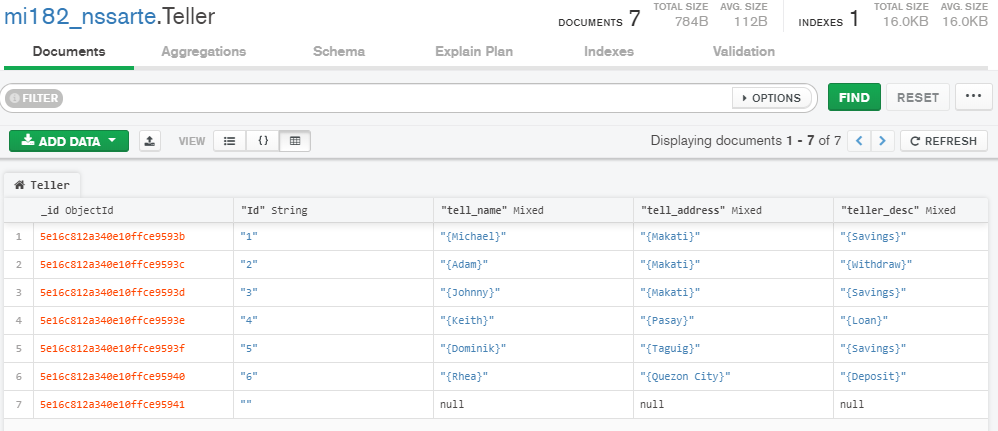 mi182_nssarte.Teller
DOCUMENTS 7 TOTAL SIZE 784B AVG. SIZE 112B INDEXES 1 TOTAL SIZE 16.0KB AVG. SIZE 16.0KB
Documents Aggregations Schema Explain Plan Indexes Validation
FILTER OPTIONS FIND RESET ...
ADD DATA VIEW {} Displaying documents 1 - 7 of 7 < > REFRESH
Teller
_id ObjectId "Id" String "tell_name" Mixed "tell_address" Mixed "teller_desc" Mixed
1 5e16c812a340e10ffce9593b "1" "{Michael}" "{Makati}" "{Savings}"
2 5e16c812a340e10ffce9593c "2" "{Adam}" "{Makati}" "{Withdraw}"
3 5e16c812a340e10ffce9593d "3" "{Johnny}" "{Makati}" "{Savings}"
4 5e16c812a340e10ffce9593e "4" "{Keith}" "{Pasay}" "{Loan}"
5 5e16c812a340e10ffce9593f "5" "{Dominik}" "{Taguig}" "{Savings}"
6 5e16c812a340e10ffce95940 "6" "{Rhea}" "{Quezon City}" "{Deposit}"
7 5e16c812a340e10ffce95941 "" null null null